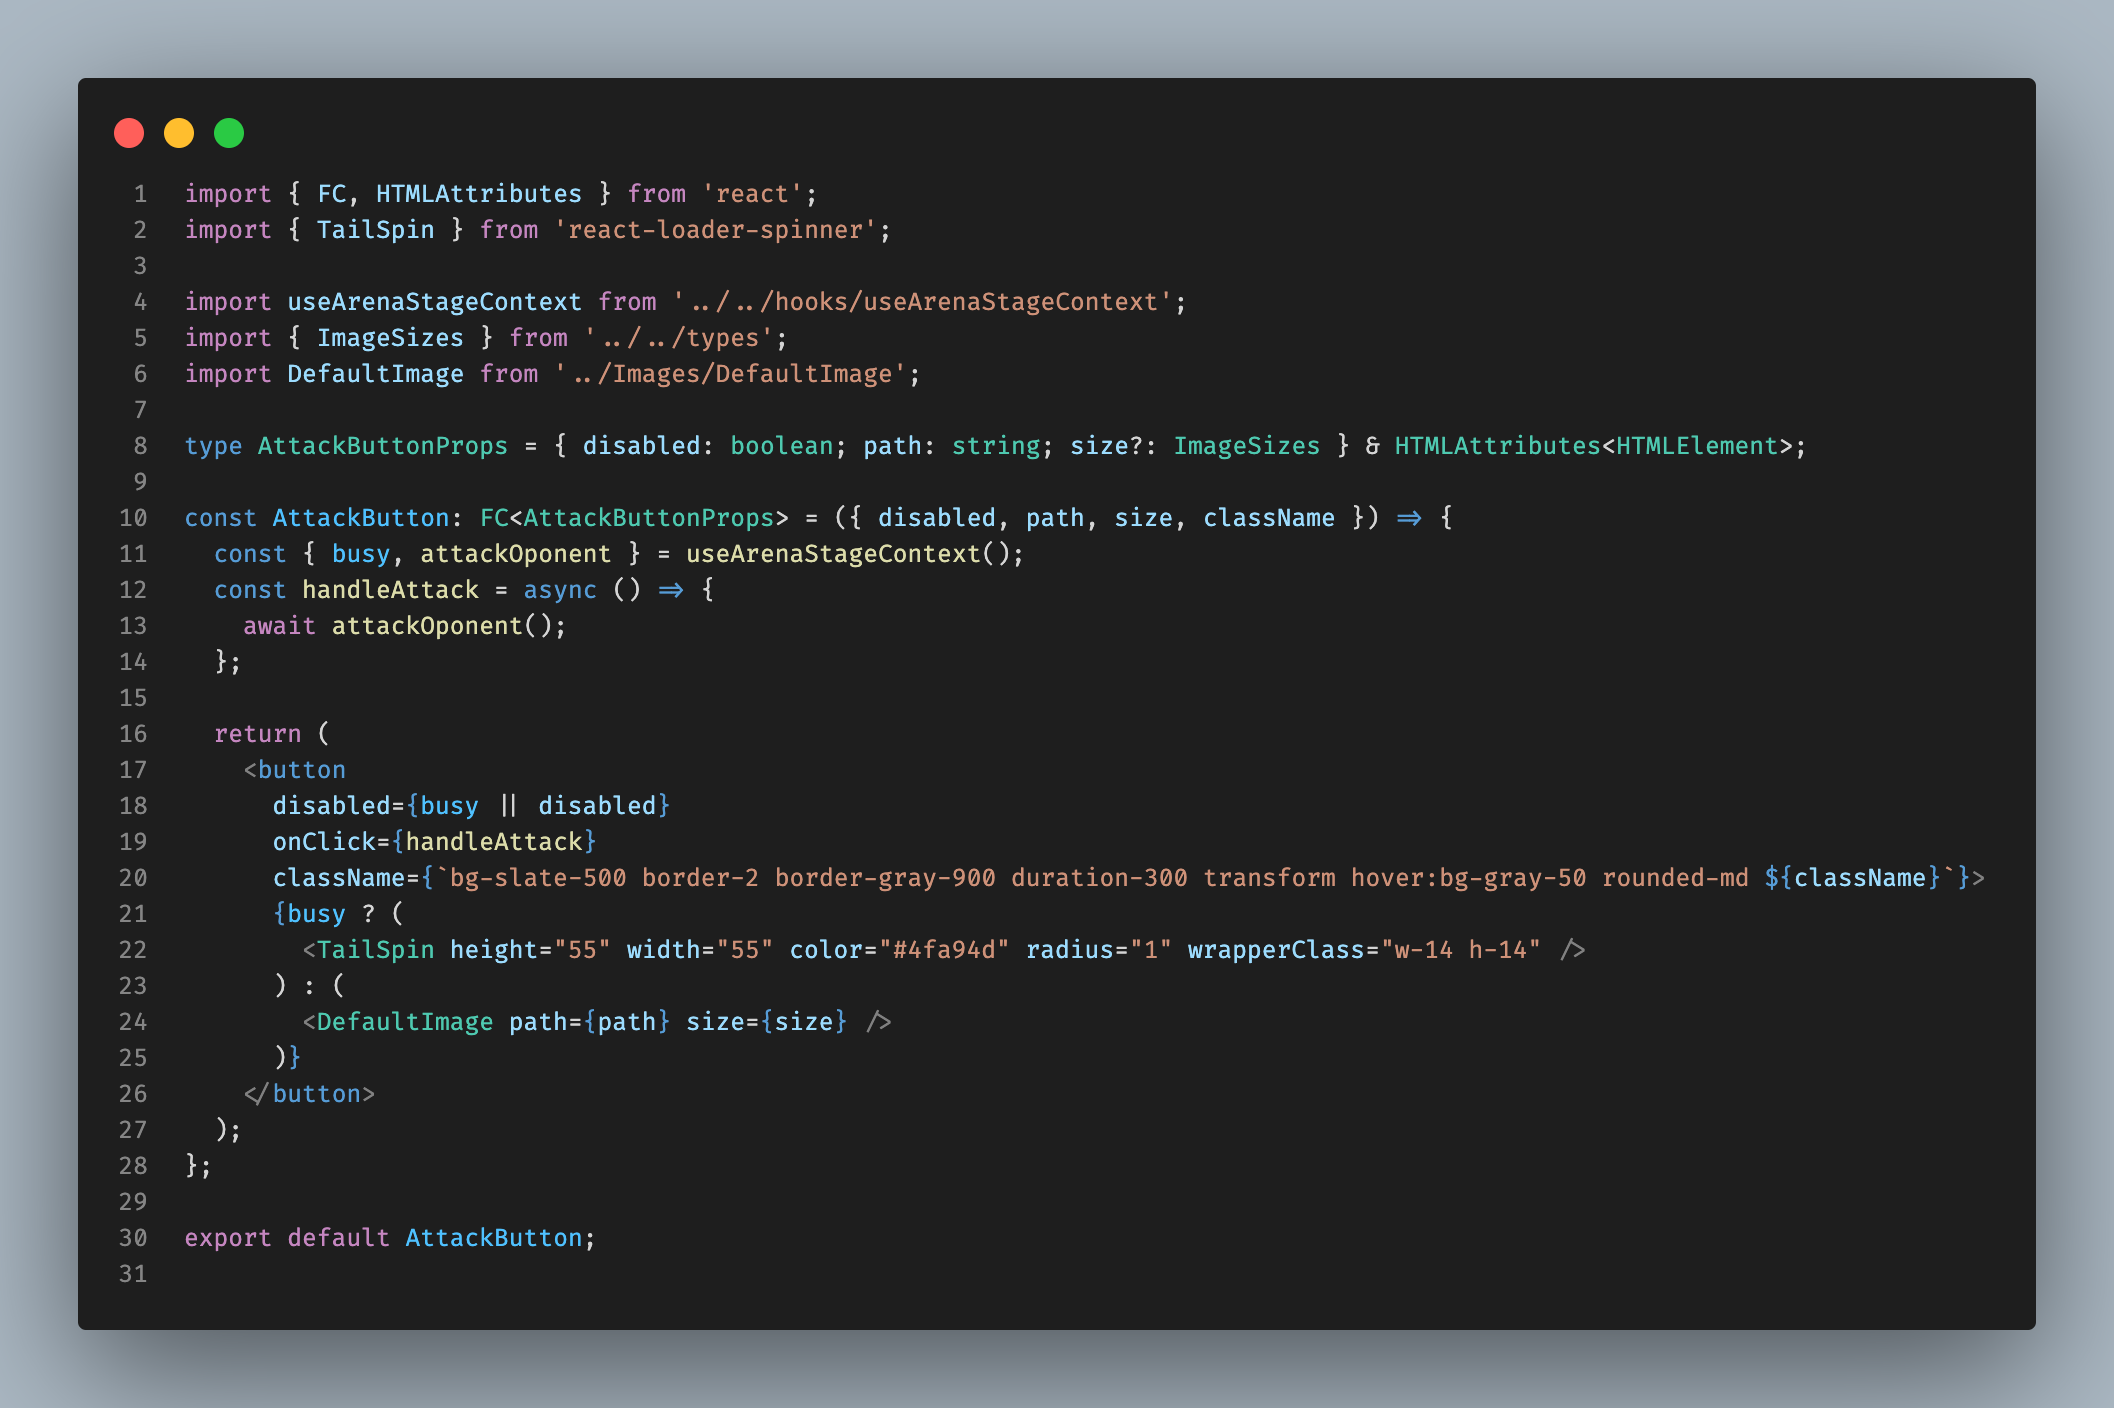 1 import { FC, HTMLAttributes } from 'react';
2 import { TailSpin } from 'react-loader-spinner';
3
4 import useArenaStageContext from '../../hooks/useArenaStageContext';
5 import { ImageSizes } from '../../types';
6 import DefaultImage from '../Images/DefaultImage';
7
8 type AttackButtonProps = { disabled: boolean; path: string; size?: ImageSizes } & HTMLAttributes<HTMLElement>;
9
10 const AttackButton: FC<AttackButtonProps> = ({ disabled, path, size, className }) => {
11   const { busy, attackOponent } = useArenaStageContext();
12   const handleAttack = async () => {
13     await attackOponent();
14   };
15
16   return (
17     <button
18       disabled={busy || disabled}
19       onClick={handleAttack}
20       className={`bg-slate-500 border-2 border-gray-900 duration-300 transform hover:bg-gray-50 rounded-md ${className}`}>
21       {busy ? (
22         <TailSpin height="55" width="55" color="#4fa94d" radius="1" wrapperClass="w-14 h-14" />
23       ) : (
24         <DefaultImage path={path} size={size} />
25       )}
26     </button>
27   );
28 };
29
30 export default AttackButton;
31